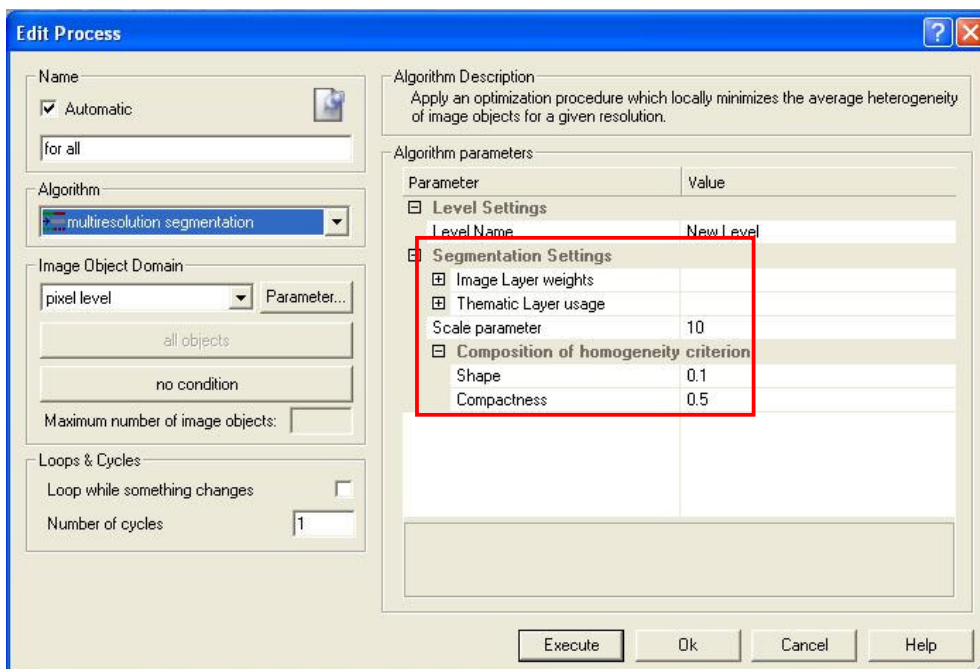 Edit Process
Name
Automatic
for all
Algorithm
multiresolution segmentation
Image Object Domain
pixel level
Parameter...
all objects
no condition
Maximum number of image objects:
Loops & Cycles
Loop while something changes
Number of cycles 1
Algorithm Description
Apply an optimization procedure which locally minimizes the average heterogeneity
of image objects for a given resolution.
Algorithm parameters
Parameter Value
Level Settings
Level Name New Level
Segmentation Settings
Image Layer weights
Thematic Layer usage
Scale parameter 10
Composition of homogeneity criterion
Shape 0.1
Compactness 0.5
Execute Ok Cancel Help